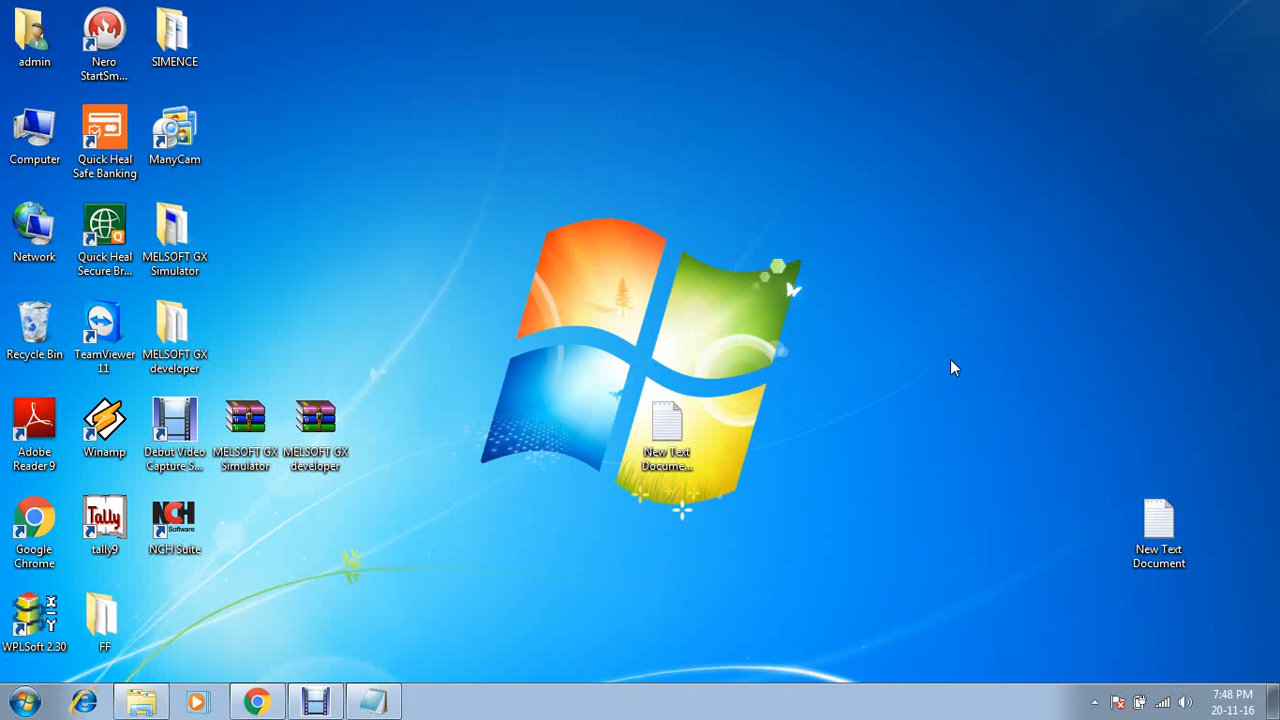 admin
Nero
StartSm...
SIMENCE
Computer
Quick Heal
Safe Banking
ManyCam
Network
Quick Heal
Secure Br...
MELSOFT GX
Simulator
Recycle Bin
TeamViewer
11
MELSOFT GX
developer
Adobe
Reader 9
Winamp
Debut Video
Capture S...
MELSOFT GX
Simulator
MELSOFT GX
developer
New Text
Docume...
Google
Chrome
Tally
tally9
NCH
Software
NCH Suite
New Text
Document
X
Y
WPLSoft 2.30
FF
7:48 PM
20-11-16